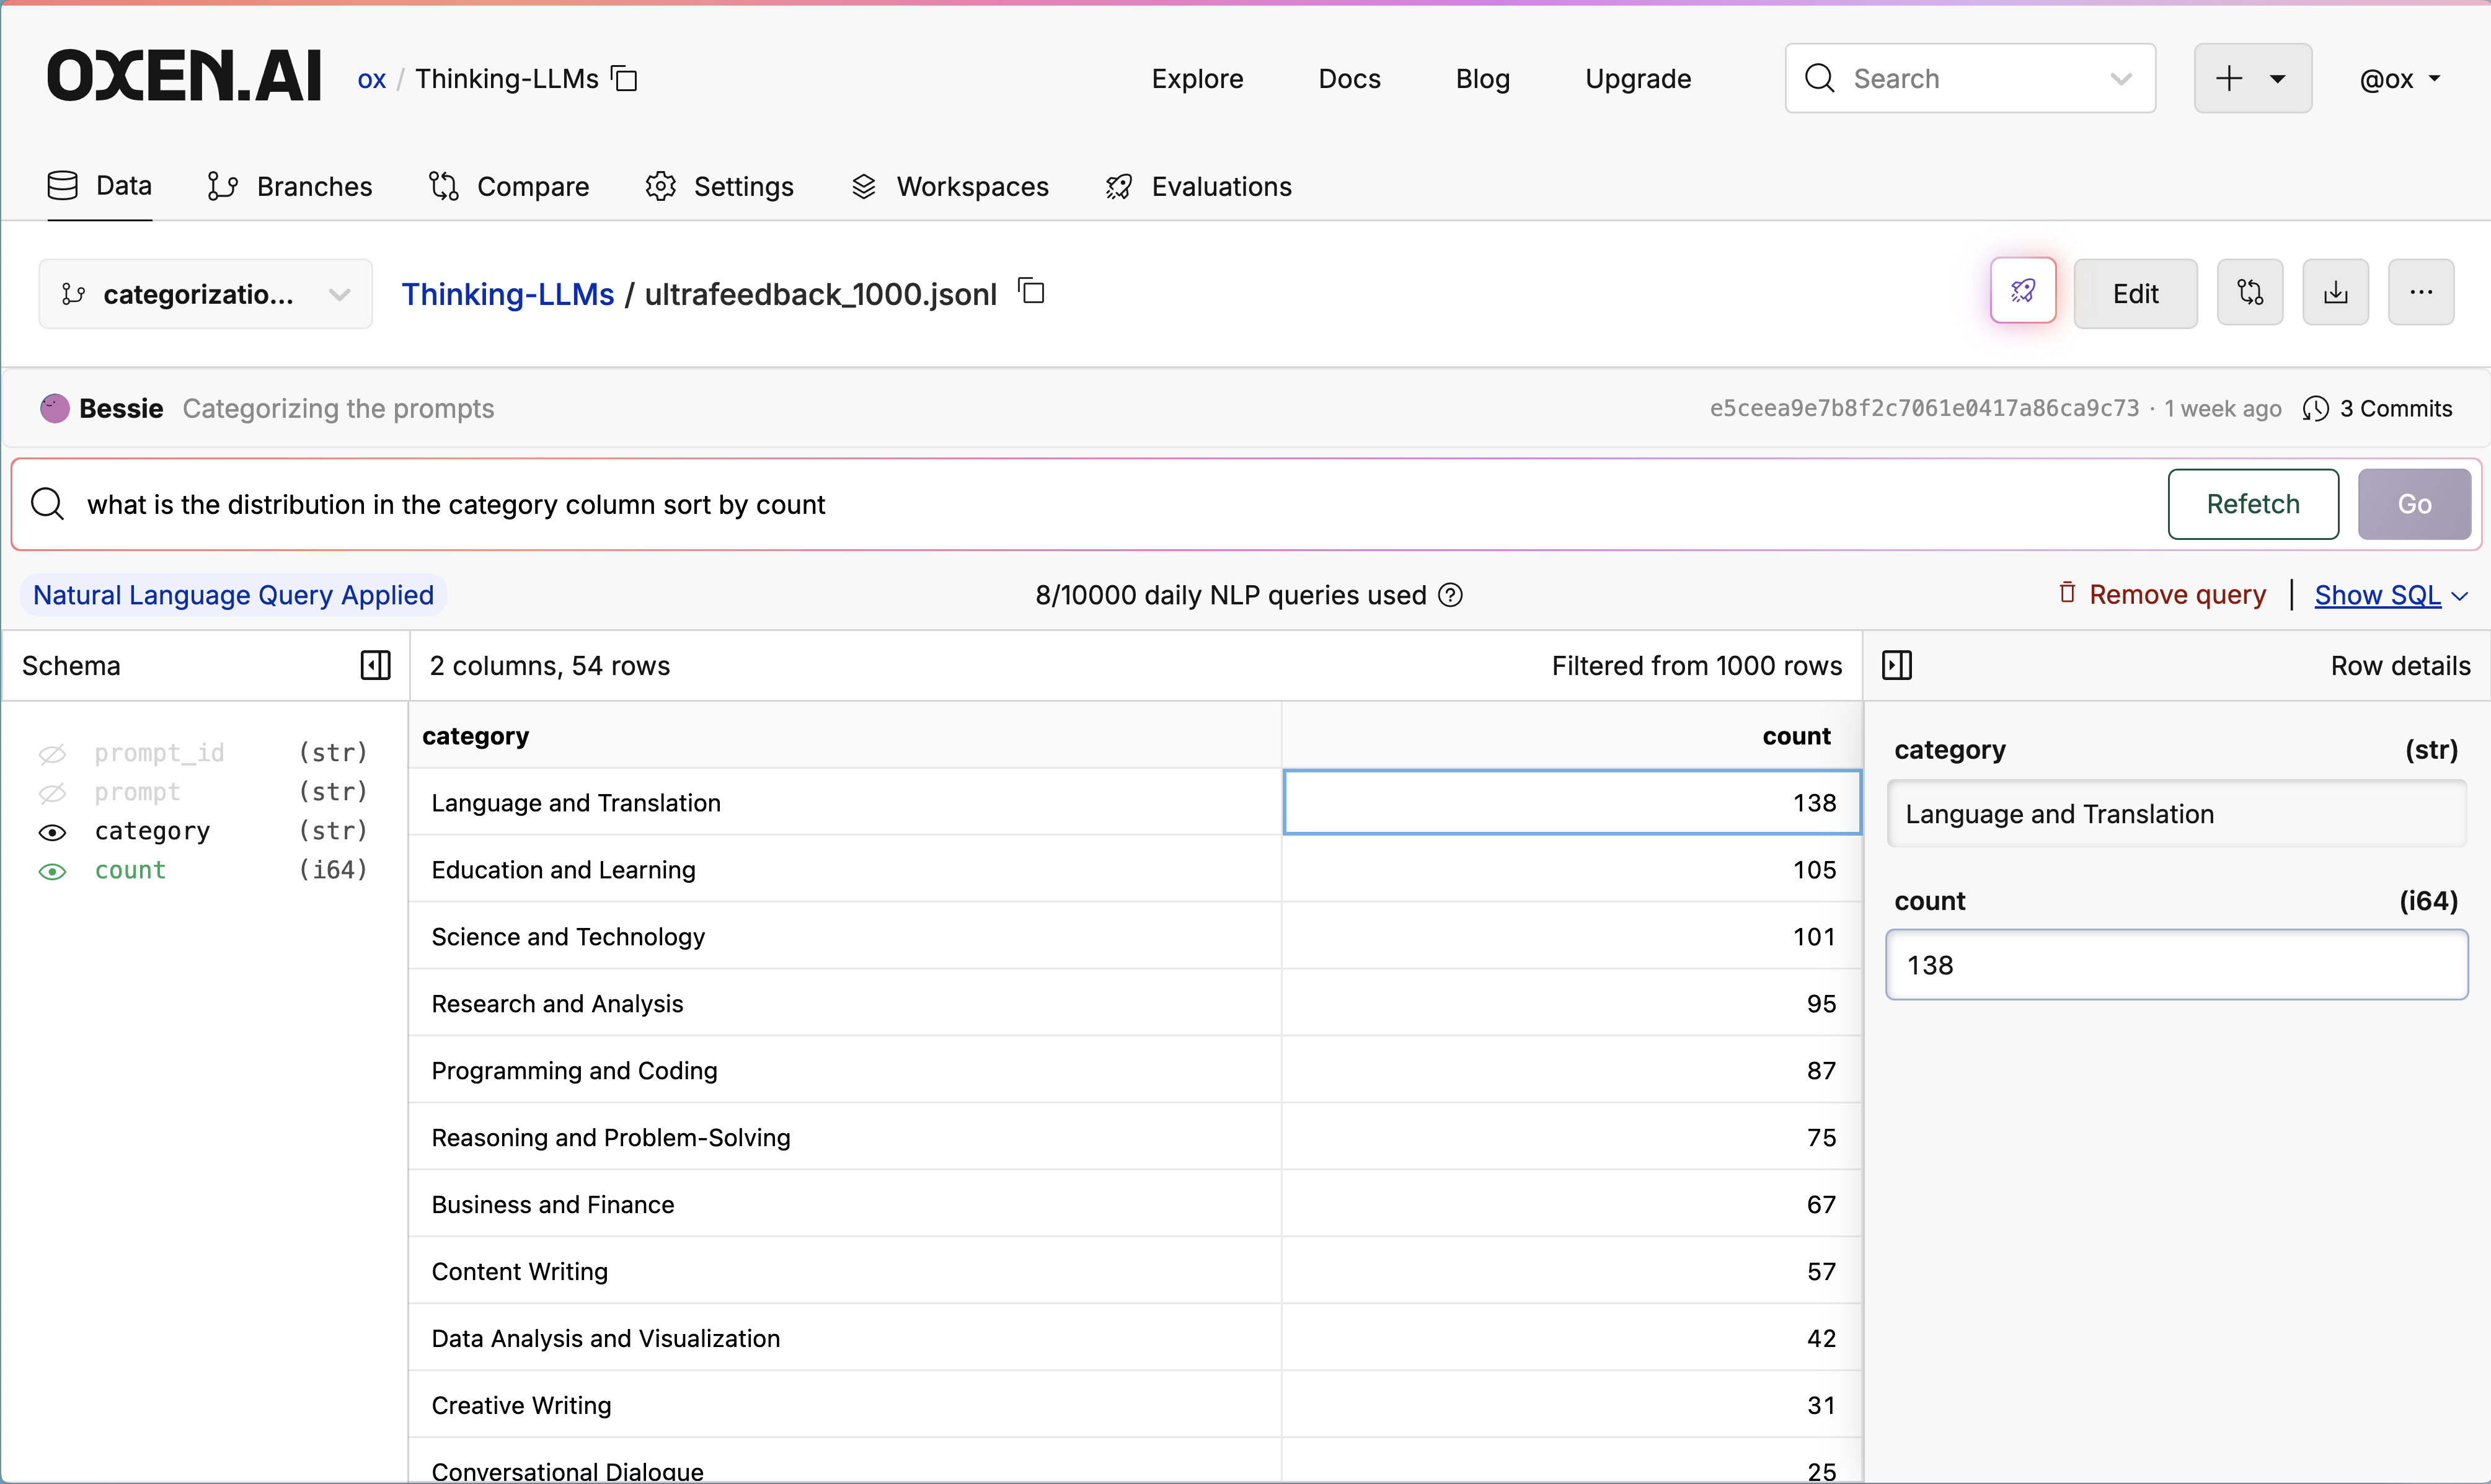 OXEN.AI ox / Thinking-LLMs Explore Docs Blog Upgrade Search + @ox
Data Branches Compare Settings Workspaces Evaluations
categorizatio... Thinking-LLMs / ultrafeedback_1000.jsonl Edit ...
Bessie Categorizing the prompts e5ceea9e7b8f2c7061e0417a86ca9c73 · 1 week ago 3 Commits
what is the distribution in the category column sort by count Refetch Go
Natural Language Query Applied 8/10000 daily NLP queries used ? Remove query | Show SQL
Schema 2 columns, 54 rows Filtered from 1000 rows Row details
prompt_id (str)
prompt (str)
category (str)
count (i64)
category count
Language and Translation 138
Education and Learning 105
Science and Technology 101
Research and Analysis 95
Programming and Coding 87
Reasoning and Problem-Solving 75
Business and Finance 67
Content Writing 57
Data Analysis and Visualization 42
Creative Writing 31
Conversational Dialogue 25
category (str)
Language and Translation
count (i64)
138